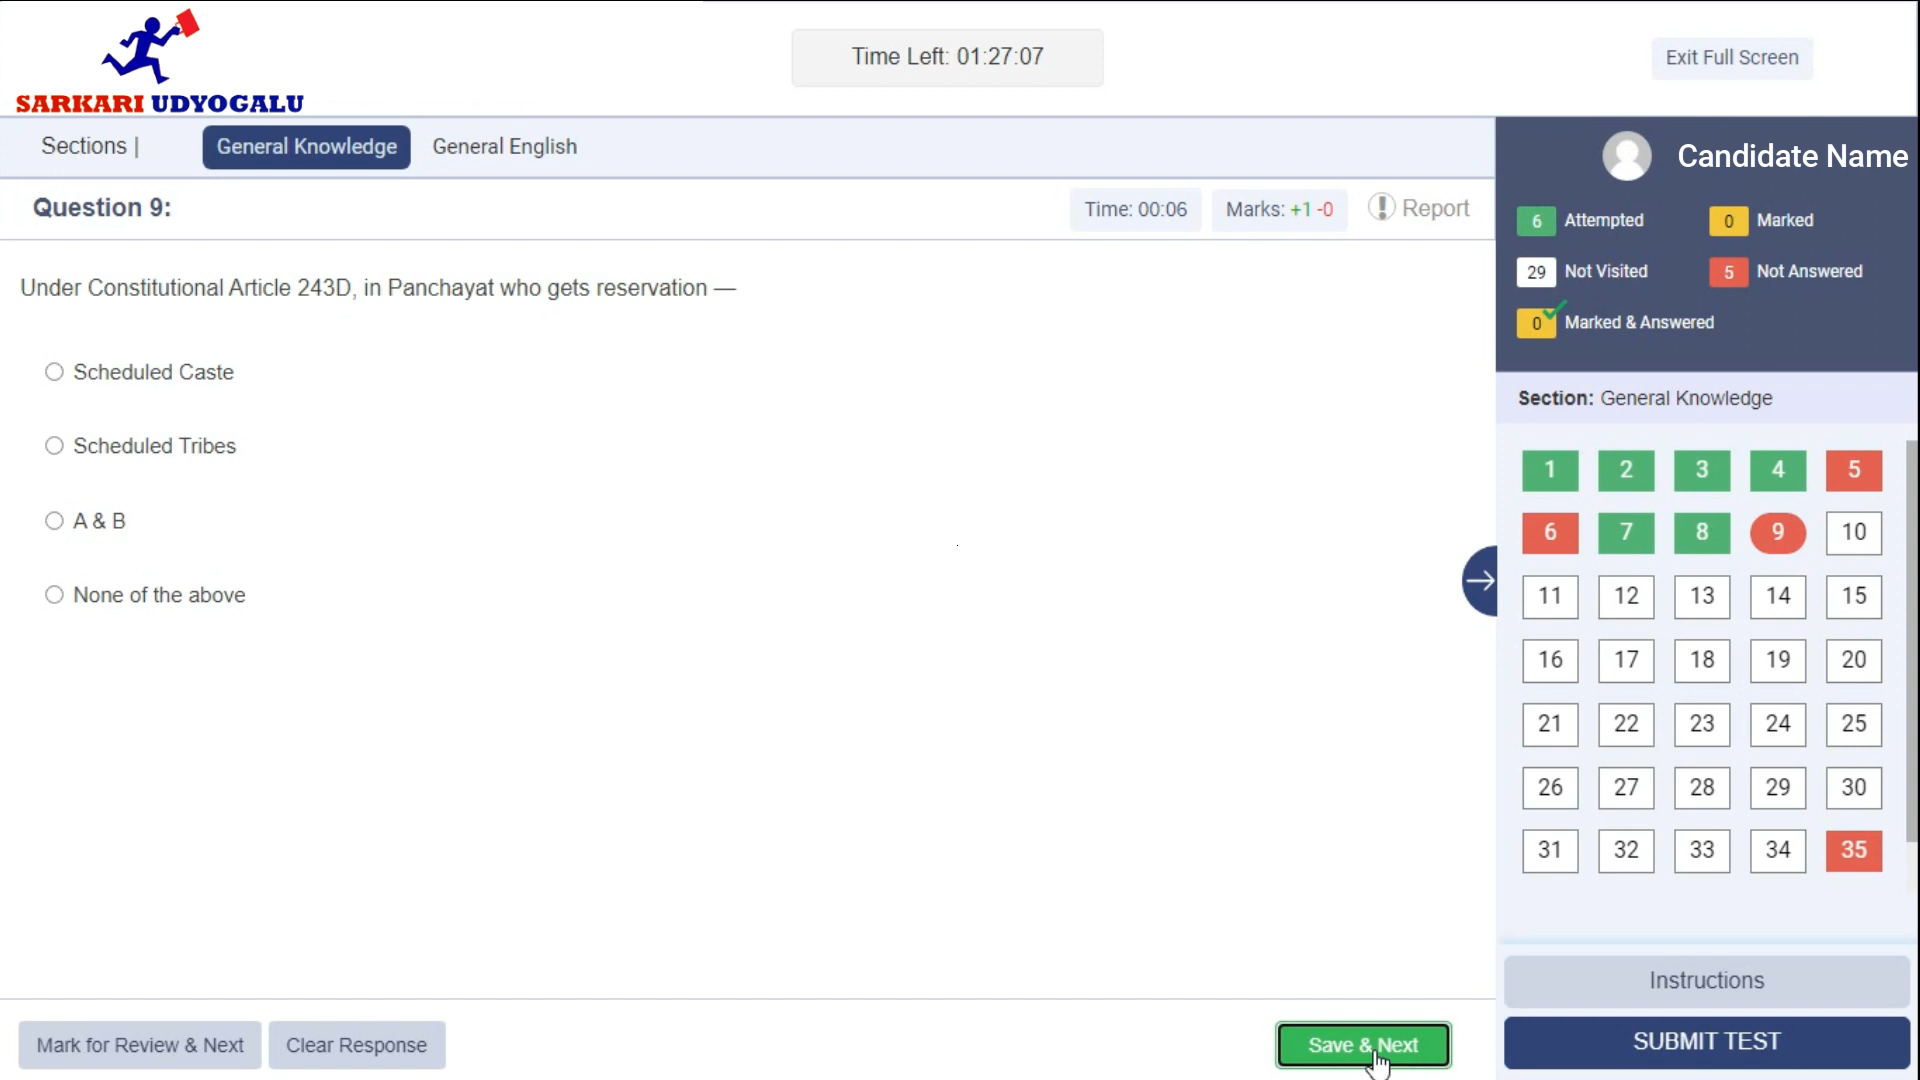 SARKARI UDYOGALU
Time Left: 01:27:07
Exit Full Screen
Sections |
General Knowledge
General English
Candidate Name
Question 9:
Time: 00:06
Marks: +1 -0
Report
6 Attempted
0 Marked
29 Not Visited
5 Not Answered
0 Marked & Answered
Under Constitutional Article 243D, in Panchayat who gets reservation —
Scheduled Caste
Scheduled Tribes
A & B
None of the above
Section: General Knowledge
1 2 3 4 5
6 7 8 9 10
11 12 13 14 15
16 17 18 19 20
21 22 23 24 25
26 27 28 29 30
31 32 33 34 35
Instructions
SUBMIT TEST
Mark for Review & Next
Clear Response
Save & Next